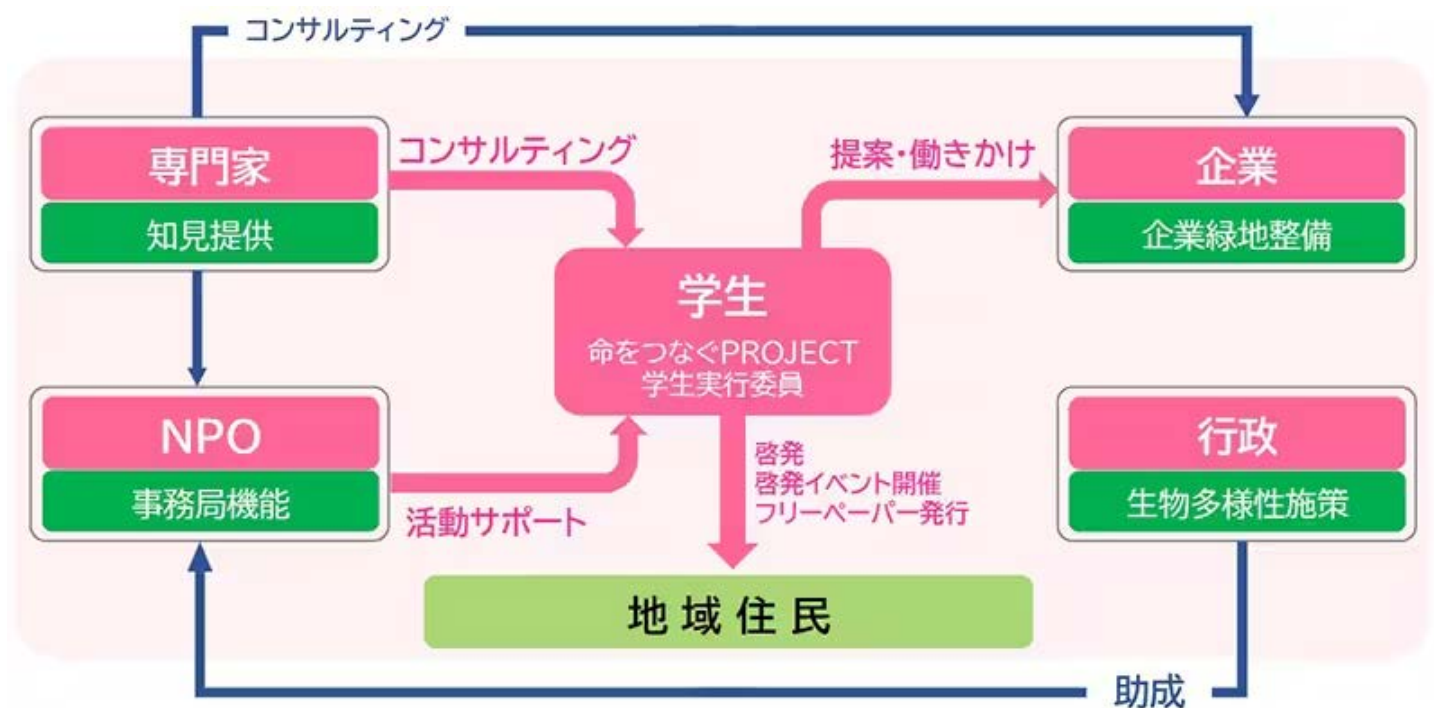 コンサルティング
専門家
知見提供
コンサルティング
提案・働きかけ
企業
企業緑地整備
学生
命をつなぐPROJECT
学生実行委員
NPO
事務局機能
活動サポート
啓発
啓発イベント開催
フリーペーパー発行
行政
生物多様性施策
地域住民
助成